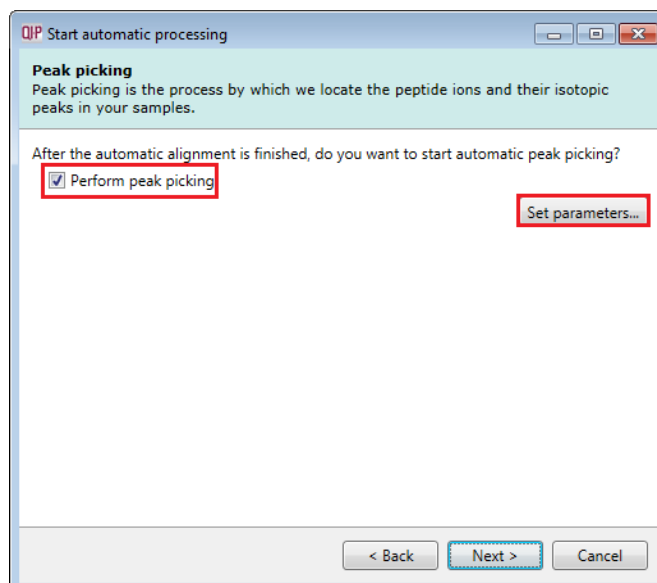 QIP Start automatic processing
Peak picking
Peak picking is the process by which we locate the peptide ions and their isotopic
peaks in your samples.
After the automatic alignment is finished, do you want to start automatic peak picking?
Perform peak picking
Set parameters...
< Back Next > Cancel